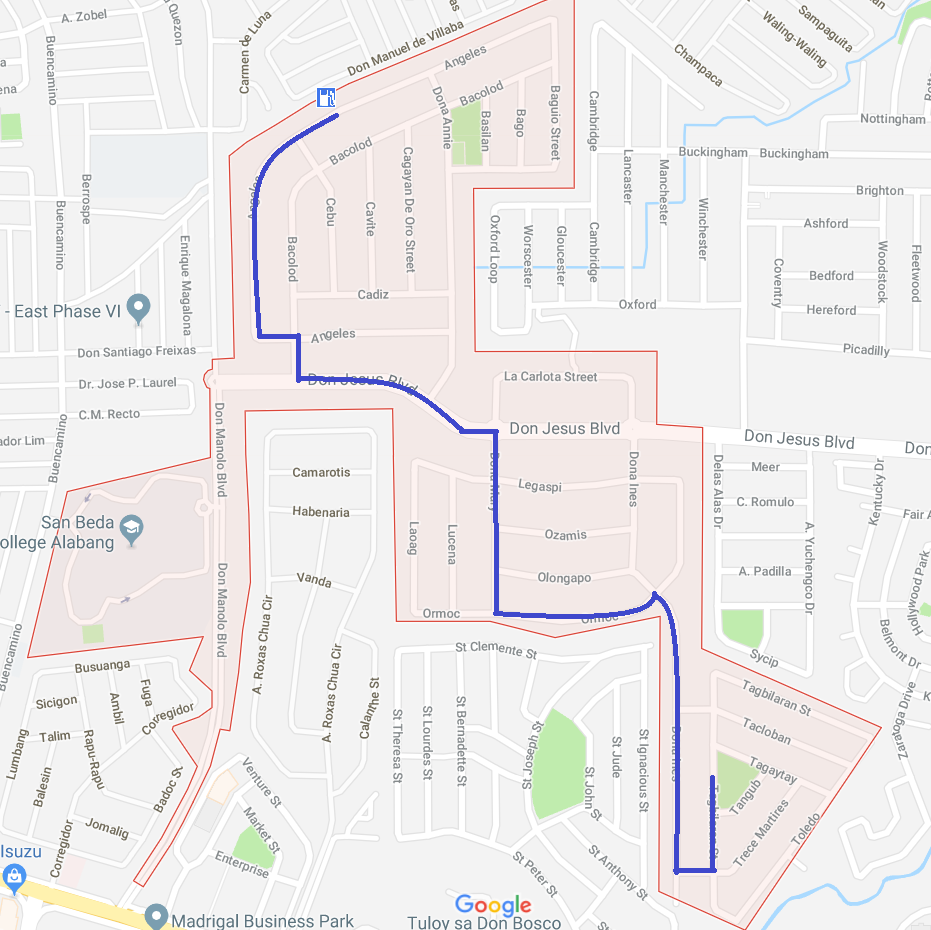 A. Zobel
Buencamino
Quezon
Carmen de Luna
Don Manuel de Villaba
Angeles
Sampaguita
Waling-Waling
Champaca
Dona Annie
Bacolod
Basilan
Bago
Baguio Street
Cambridge
Nottingham
Buckingham
Buckingham
Bacolod
Cagayan De Oro Street
Lancaster
Manchester
Brighton
Berrospe
Buencamino
Cebu
Cavite
Oxford Loop
Worscester
Gloucester
Cambridge
Winchester
Ashford
Woodstock
Fleetwood
Enrique Magalona
Bacolod
Coventry
Bedford
Cadiz
Oxford
Hereford
- East Phase VI
Angeles
Don Santiago Freixas
Picadilly
Dr. Jose P. Laurel
Don Jesus Blvd
La Carlota Street
C.M. Recto
Don Manolo Blvd
Don Jesus Blvd
Don Jesus Blvd
Don
ador Lim
Buencamino
Camarotis
Dona Mary
Dona Ines
Delas Alas Dr
Meer
Kentucky Dr
Legaspi
C. Romulo
Habenaria
Fair A
San Beda
ollege Alabang
Laoag
Lucena
Ozamis
A. Yuchengco Dr
Vanda
Olongapo
A. Padilla
Hollywood Park
Don Manolo Blvd
A. Roxas Chua Cir
Ormoc
Ormoc
Belmont Dr
Buencamino
St Clemente St
Sycip
Busuanga
Sicigon
Fuga
Ambil
Corregidor
A. Roxas Chua Cir
Calanthe St
Tagbilaran St
Zaratoga Drive
Lumbang
Talim
Rapu-Rapu
St Theresa St
St Lourdes St
St Bernadette St
St Joseph St
St Jude
St Ignacious St
Dona Ines
Tacloban
Balesin
Badoc St
Venture St
Tagaytay
St John St
Tangub
Corregidor
Jomalig
Market St
Trece Martires
Toledo
Isuzu
Enterprise
St Peter St
St Anthony St
Google
Madrigal Business Park
Tuloy sa Don Bosco